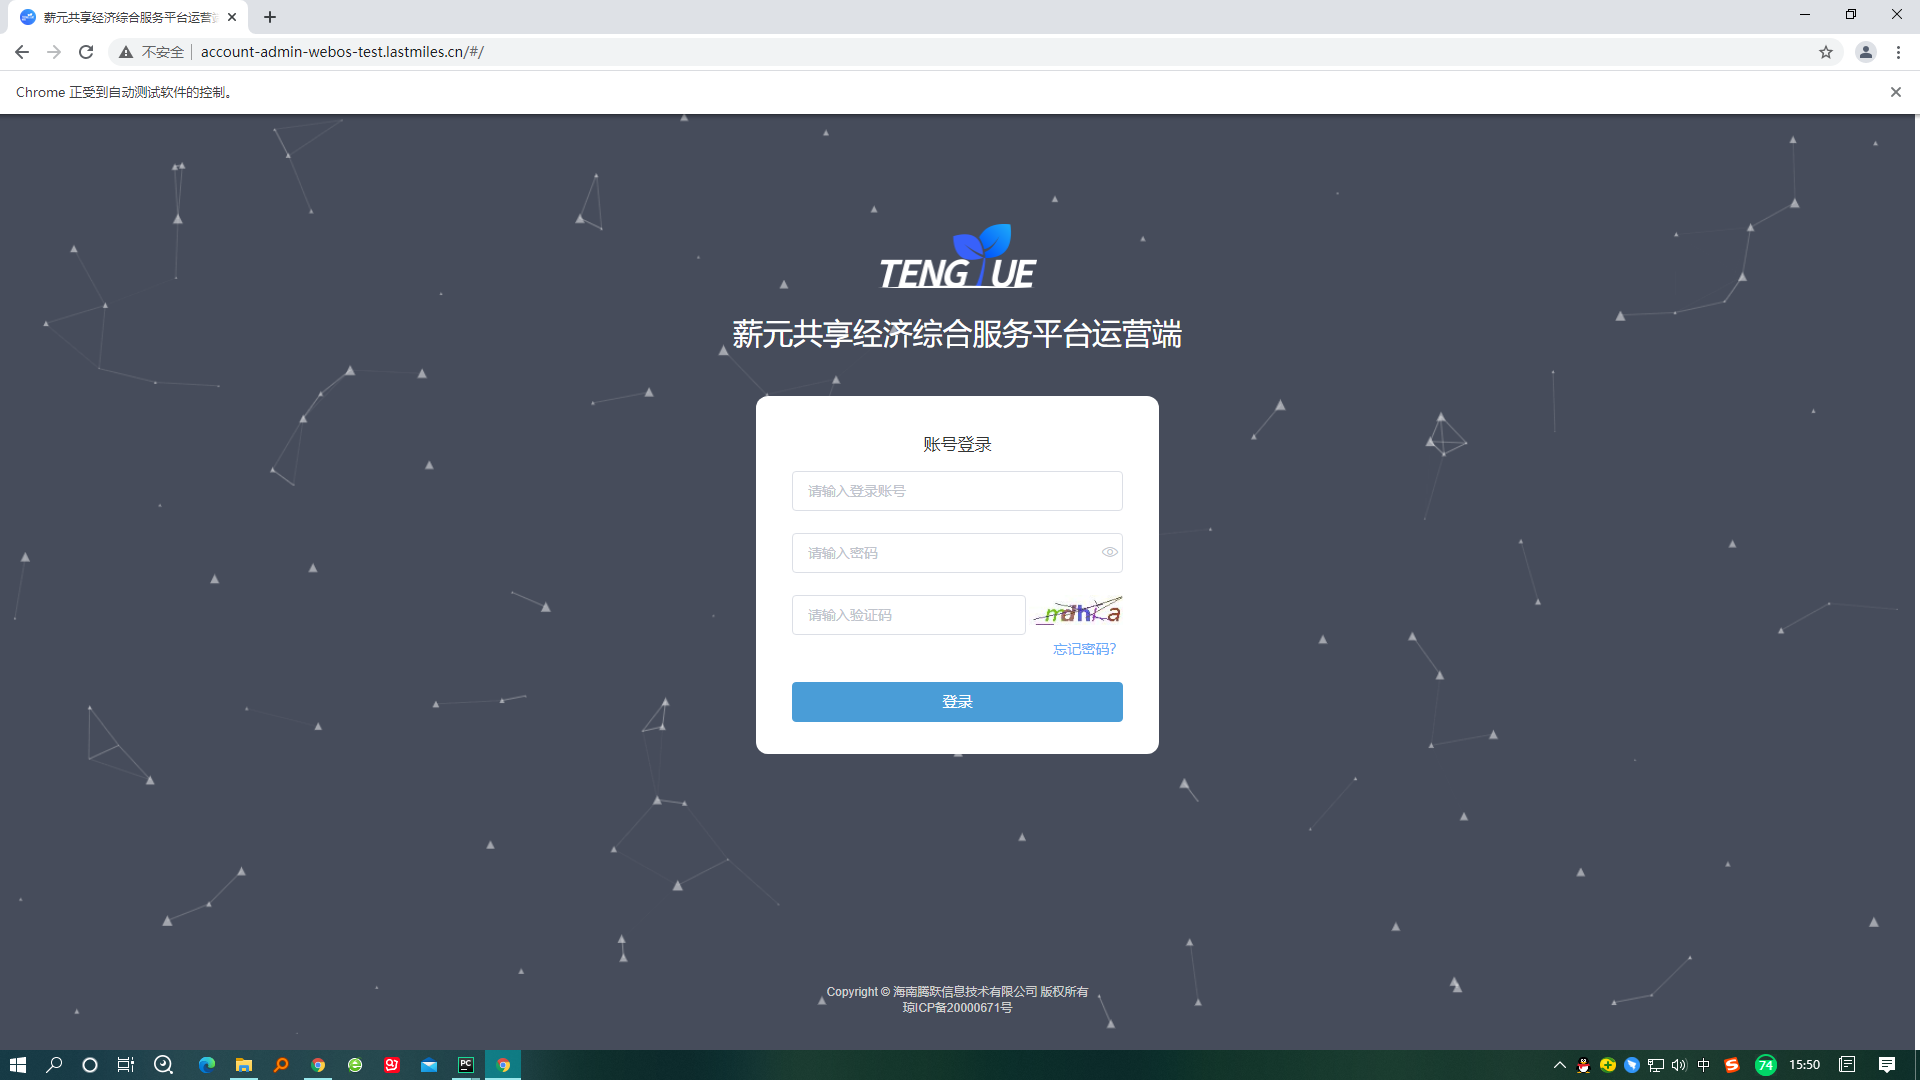 薪元共享经济综合服务平台运营
不安全
account-admin-webos-test.lastmiles.cn/#/
Chrome 正受到自动测试软件的控制。
TENGYUE
薪元共享经济综合服务平台运营端
账号登录
请输入登录账号
请输入密码
请输入验证码
忘记密码?
登录
Copyright © 海南腾跃信息技术有限公司 版权所有
琼ICP备20000671号
PC
中
74
15:50